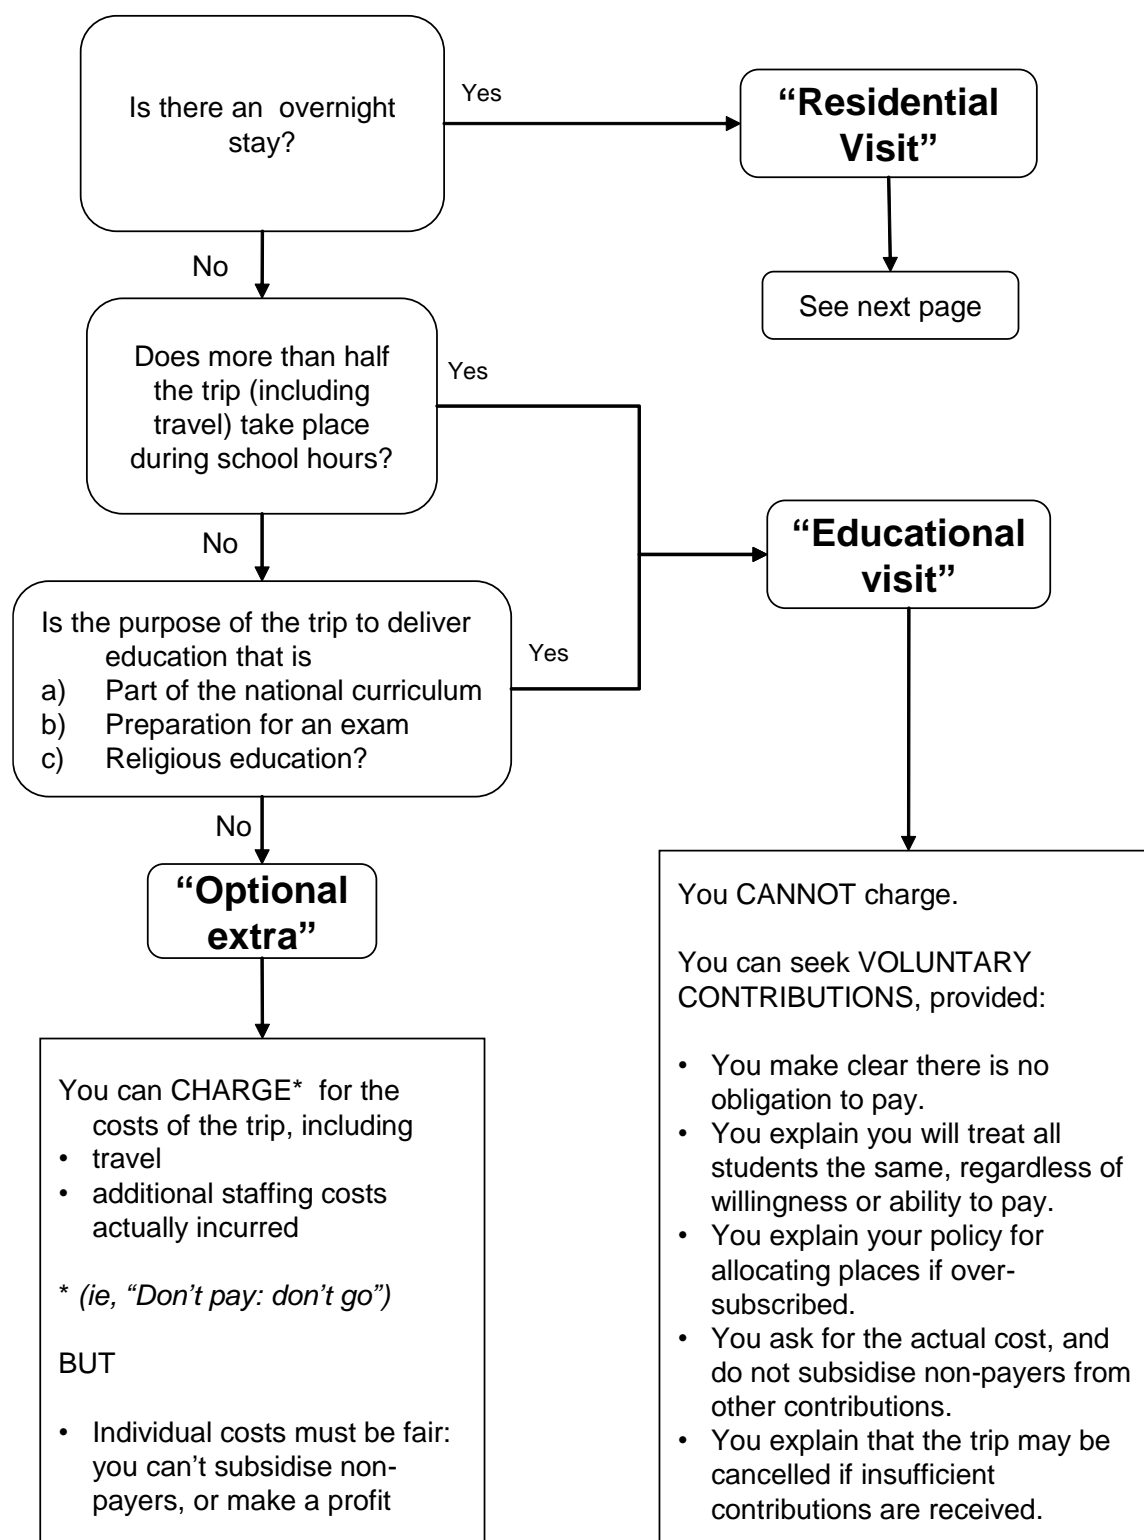 Is there an overnight
stay?
Yes
“Residential
Visit”
See next page
No
Does more than half
the trip (including
travel) take place
during school hours?
Yes
“Educational
visit”
No
Is the purpose of the trip to deliver
education that is
a) Part of the national curriculum
b) Preparation for an exam
c) Religious education?
Yes
No
“Optional
extra”
You can CHARGE* for the
costs of the trip, including
• travel
• additional staffing costs
actually incurred
* (ie, “Don’t pay: don’t go”)
BUT
• Individual costs must be fair:
you can’t subsidise non-
payers, or make a profit
You CANNOT charge.
You can seek VOLUNTARY
CONTRIBUTIONS, provided:
• You make clear there is no
obligation to pay.
• You explain you will treat all
students the same, regardless of
willingness or ability to pay.
• You explain your policy for
allocating places if over-
subscribed.
• You ask for the actual cost, and
do not subsidise non-payers from
other contributions.
• You explain that the trip may be
cancelled if insufficient
contributions are received.